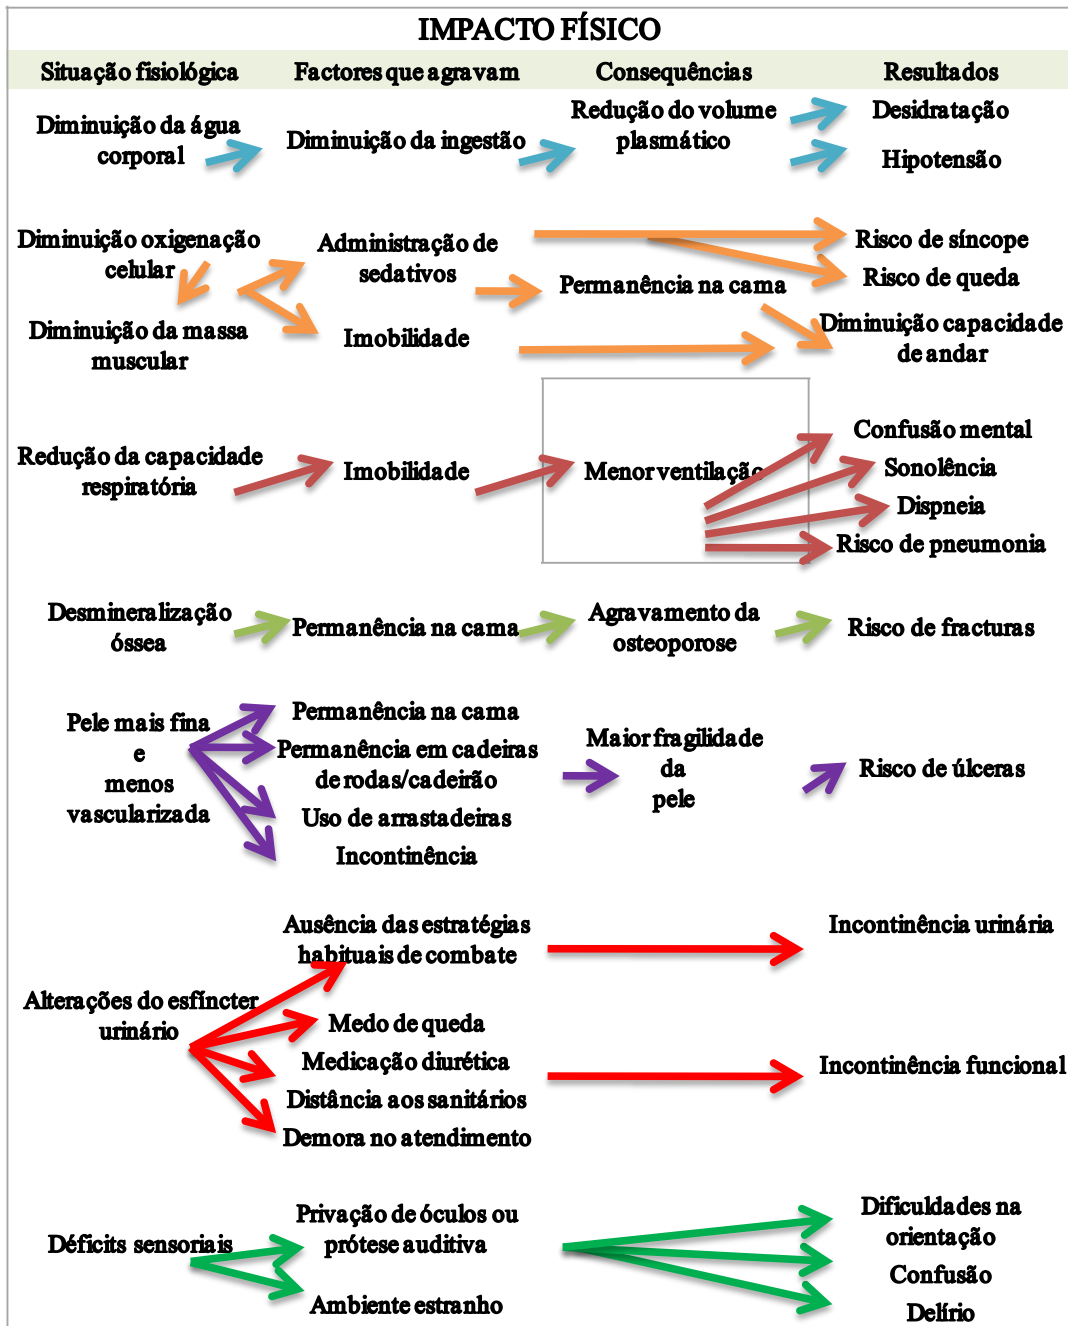 IMPACTO FÍSICO
Situação fisiológica
Factores que agravam
Consequências
Resultados
Diminuição da água
corporal
Diminuição da ingestão
Redução do volume
plasmático
Desidratação
Hipotensão
Diminuição oxigenação
celular
Diminuição da massa
muscular
Administração de
sedativos
Imobilidade
Permanência na cama
Risco de síncope
Risco de queda
Diminuição capacidade
de andar
Redução da capacidade
respiratória
Imobilidade
Menor ventilação
Confusão mental
Sonolência
Dispneia
Risco de pneumonia
Desmineralização
óssea
Permanência na cama
Agravamento da
osteoporose
Risco de fracturas
Pele mais fina
e
menos
vascularizada
Permanência na cama
Permanência em cadeiras
de rodas/cadeirão
Uso de arrastadeiras
Incontinência
Maior fragilidade
da
pele
Risco de úlceras
Alterações do esfíncter
urinário
Ausência das estratégias
habituais de combate
Medo de queda
Medicação diurética
Distância aos sanitários
Demora no atendimento
Incontinência urinária
Incontinência funcional
Déficits sensoriais
Privação de óculos ou
prótese auditiva
Ambiente estranho
Dificuldades na
orientação
Confusão
Delírio